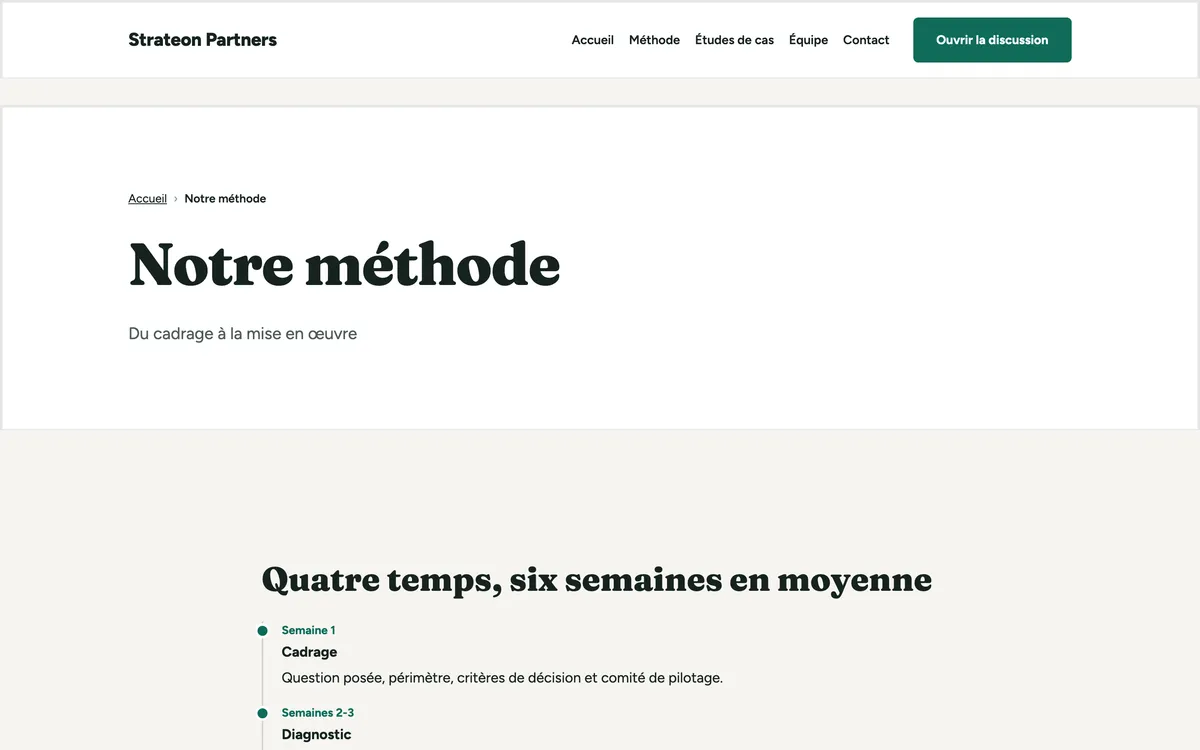 Strateon Partners
Accueil Méthode Études de cas Équipe Contact Ouvrir la discussion
Accueil › Notre méthode
Notre méthode
Du cadrage à la mise en œuvre
Quatre temps, six semaines en moyenne
Semaine 1
Cadrage
Question posée, périmètre, critères de décision et comité de pilotage.
Semaines 2-3
Diagnostic